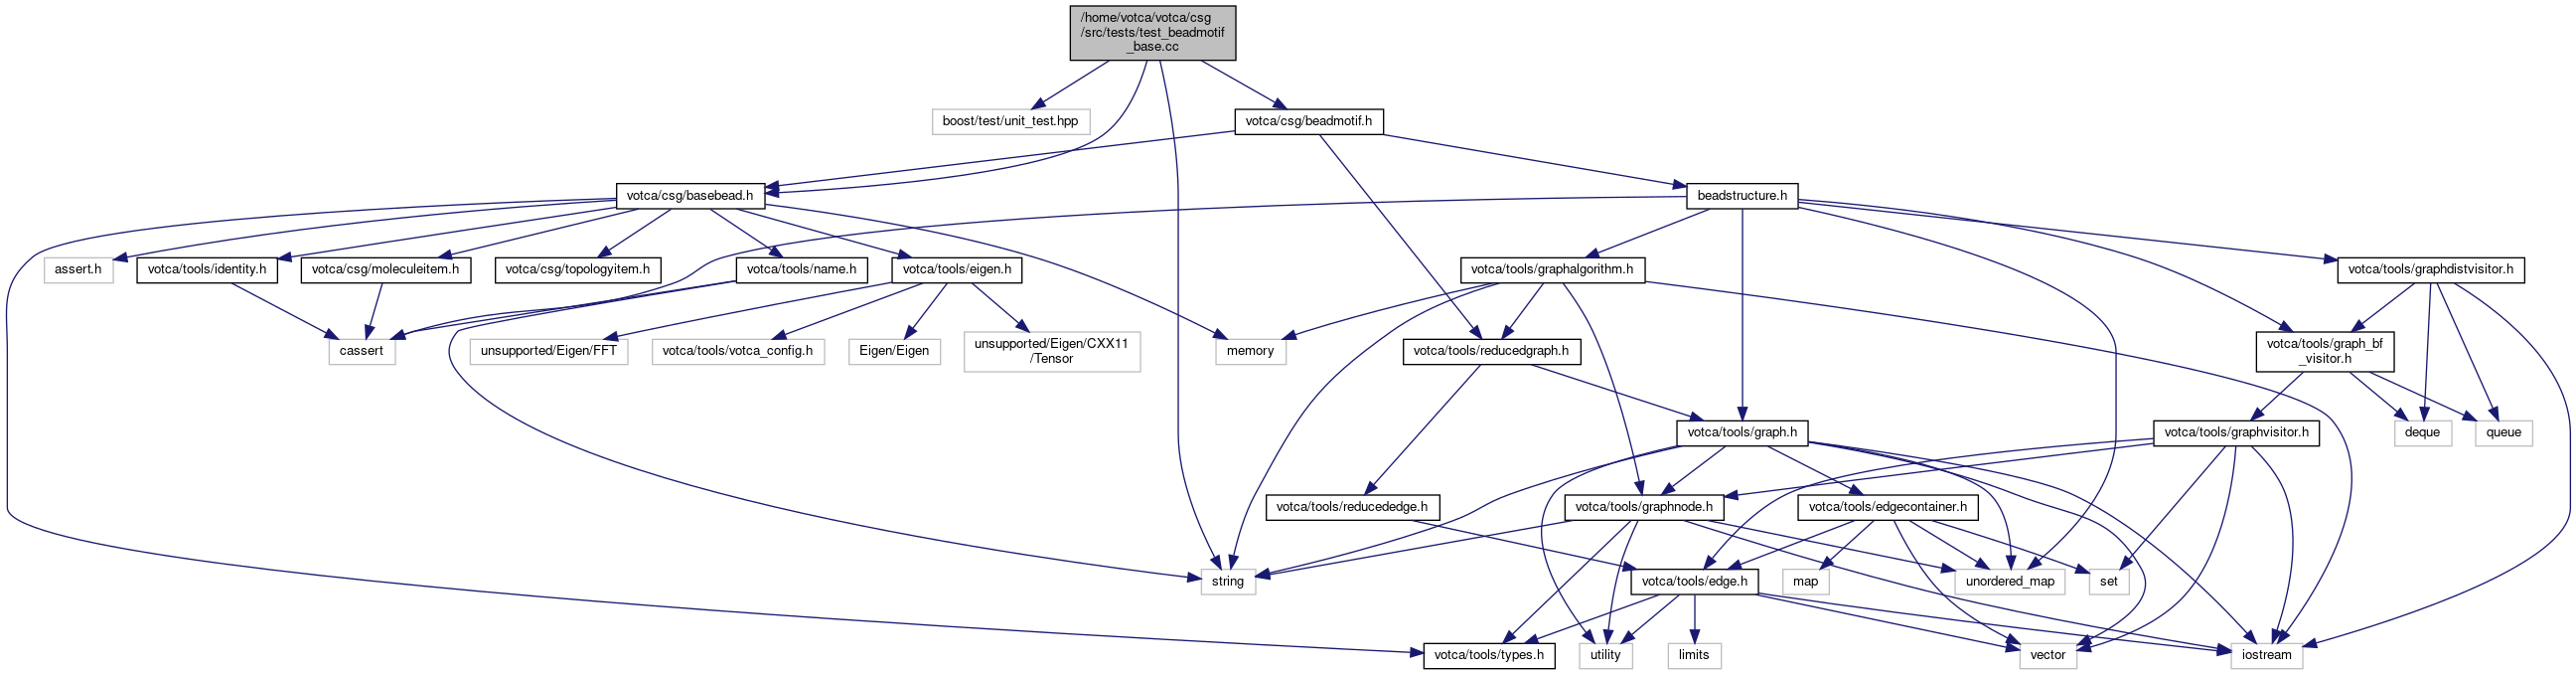 /home/votca/votca/csg
/src/tests/test_beadmotif
_base.cc
boost/test/unit_test.hpp
votca/csg/beadmotif.h
votca/csg/basebead.h
beadstructure.h
assert.h
votca/tools/identity.h
votca/csg/moleculeitem.h
votca/csg/topologyitem.h
votca/tools/name.h
votca/tools/eigen.h
votca/tools/graphalgorithm.h
votca/tools/graphdistvisitor.h
cassert
unsupported/Eigen/FFT
votca/tools/votca_config.h
Eigen/Eigen
unsupported/Eigen/CXX11
/Tensor
memory
votca/tools/reducedgraph.h
votca/tools/graph_bf
_visitor.h
votca/tools/graph.h
votca/tools/graphvisitor.h
deque
queue
votca/tools/reducededge.h
votca/tools/graphnode.h
votca/tools/edgecontainer.h
string
votca/tools/edge.h
map
unordered_map
set
votca/tools/types.h
utility
limits
vector
iostream